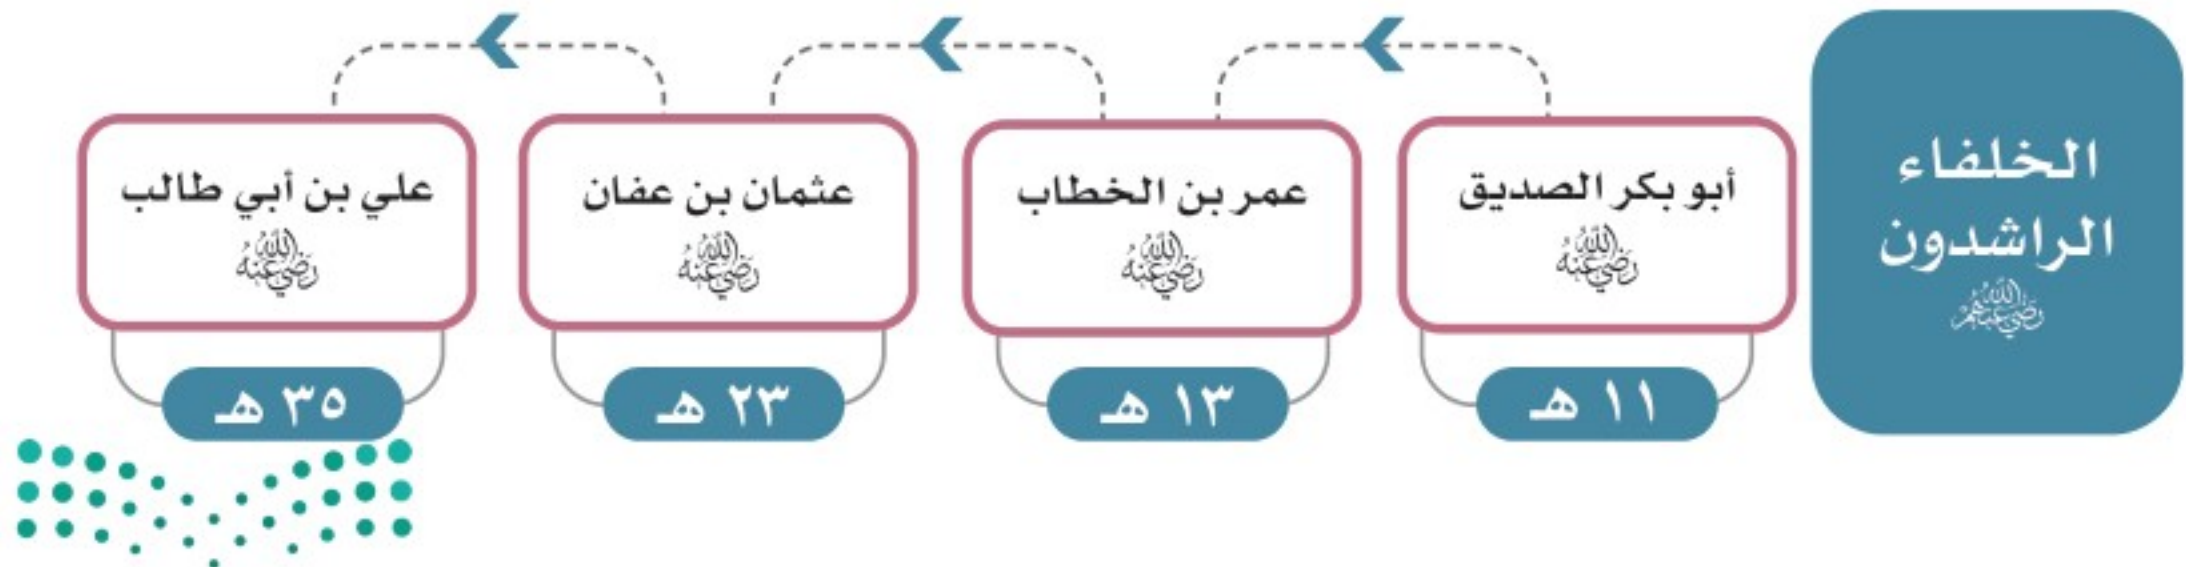 الخلفاء
الراشدون
رضي الله عنهم
أبو بكر الصديق
رضي الله عنه
١١ هـ
عمر بن الخطاب
رضي الله عنه
١٣ هـ
عثمان بن عفان
رضي الله عنه
٢٣ هـ
علي بن أبي طالب
رضي الله عنه
٣٥ هـ